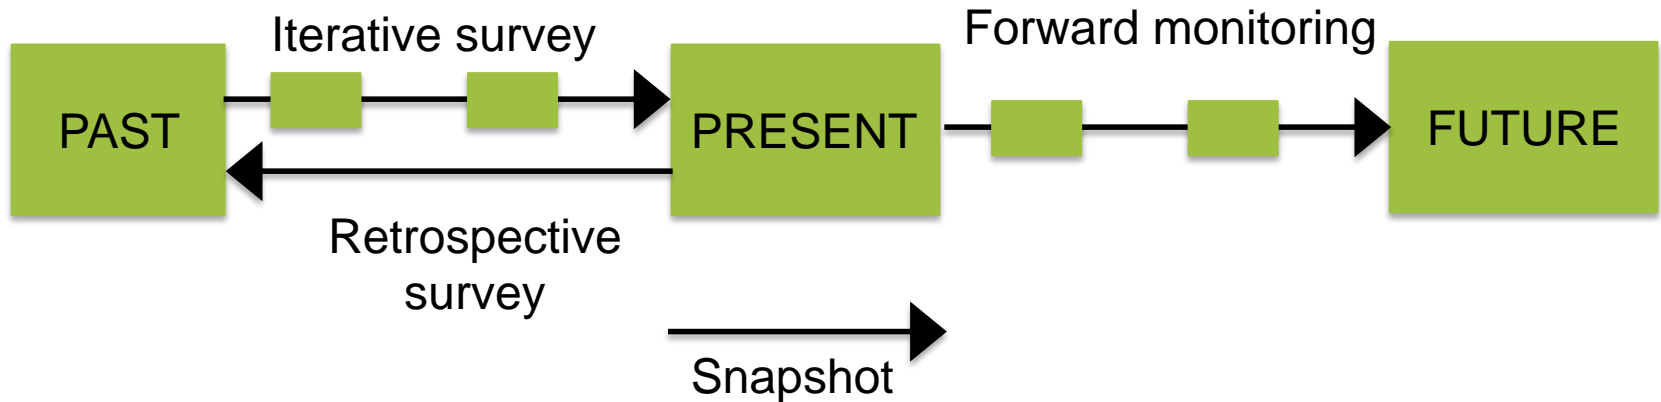 Iterative survey
Forward monitoring
PAST
PRESENT
FUTURE
Retrospective
survey
Snapshot